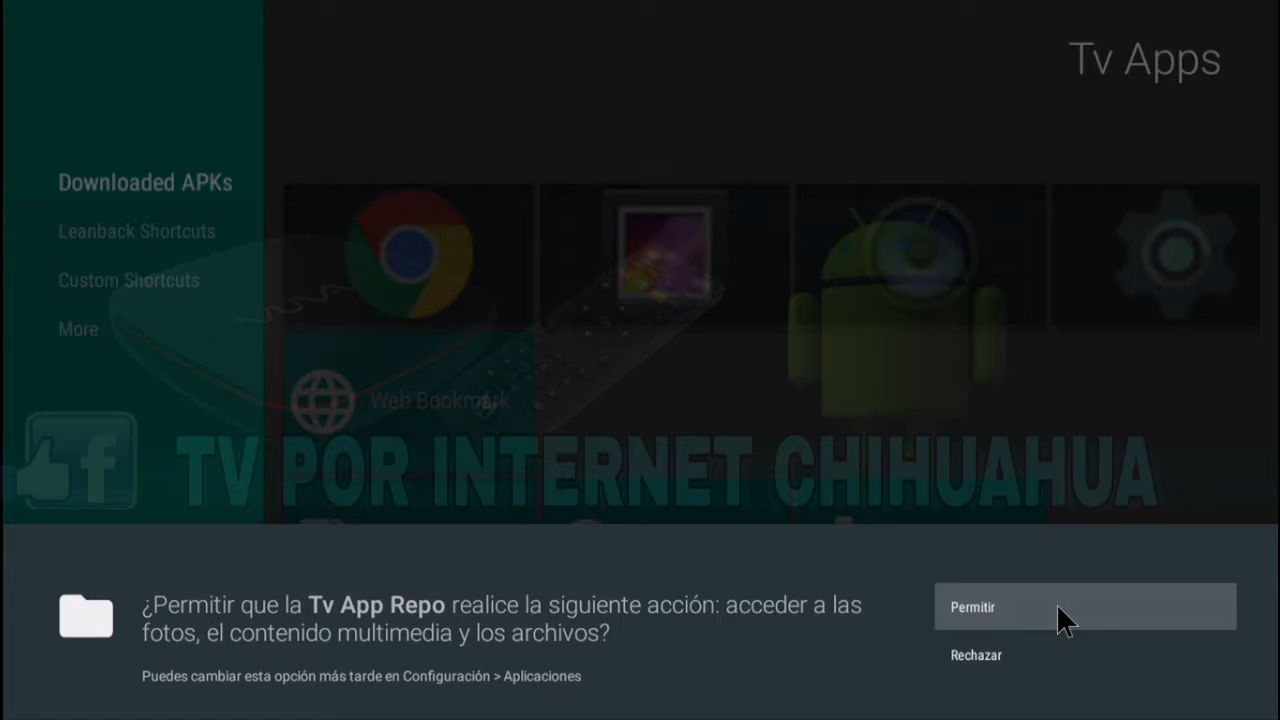 Tv Apps
Downloaded APKs
Leanback Shortcuts
Custom Shortcuts
More
Web Bookmark
TV POR INTERNET CHIHUAHUA
¿Permitir que la Tv App Repo realice la siguiente acción: acceder a las
fotos, el contenido multimedia y los archivos?
Puedes cambiar esta opción más tarde en Configuración > Aplicaciones
Permitir
Rechazar